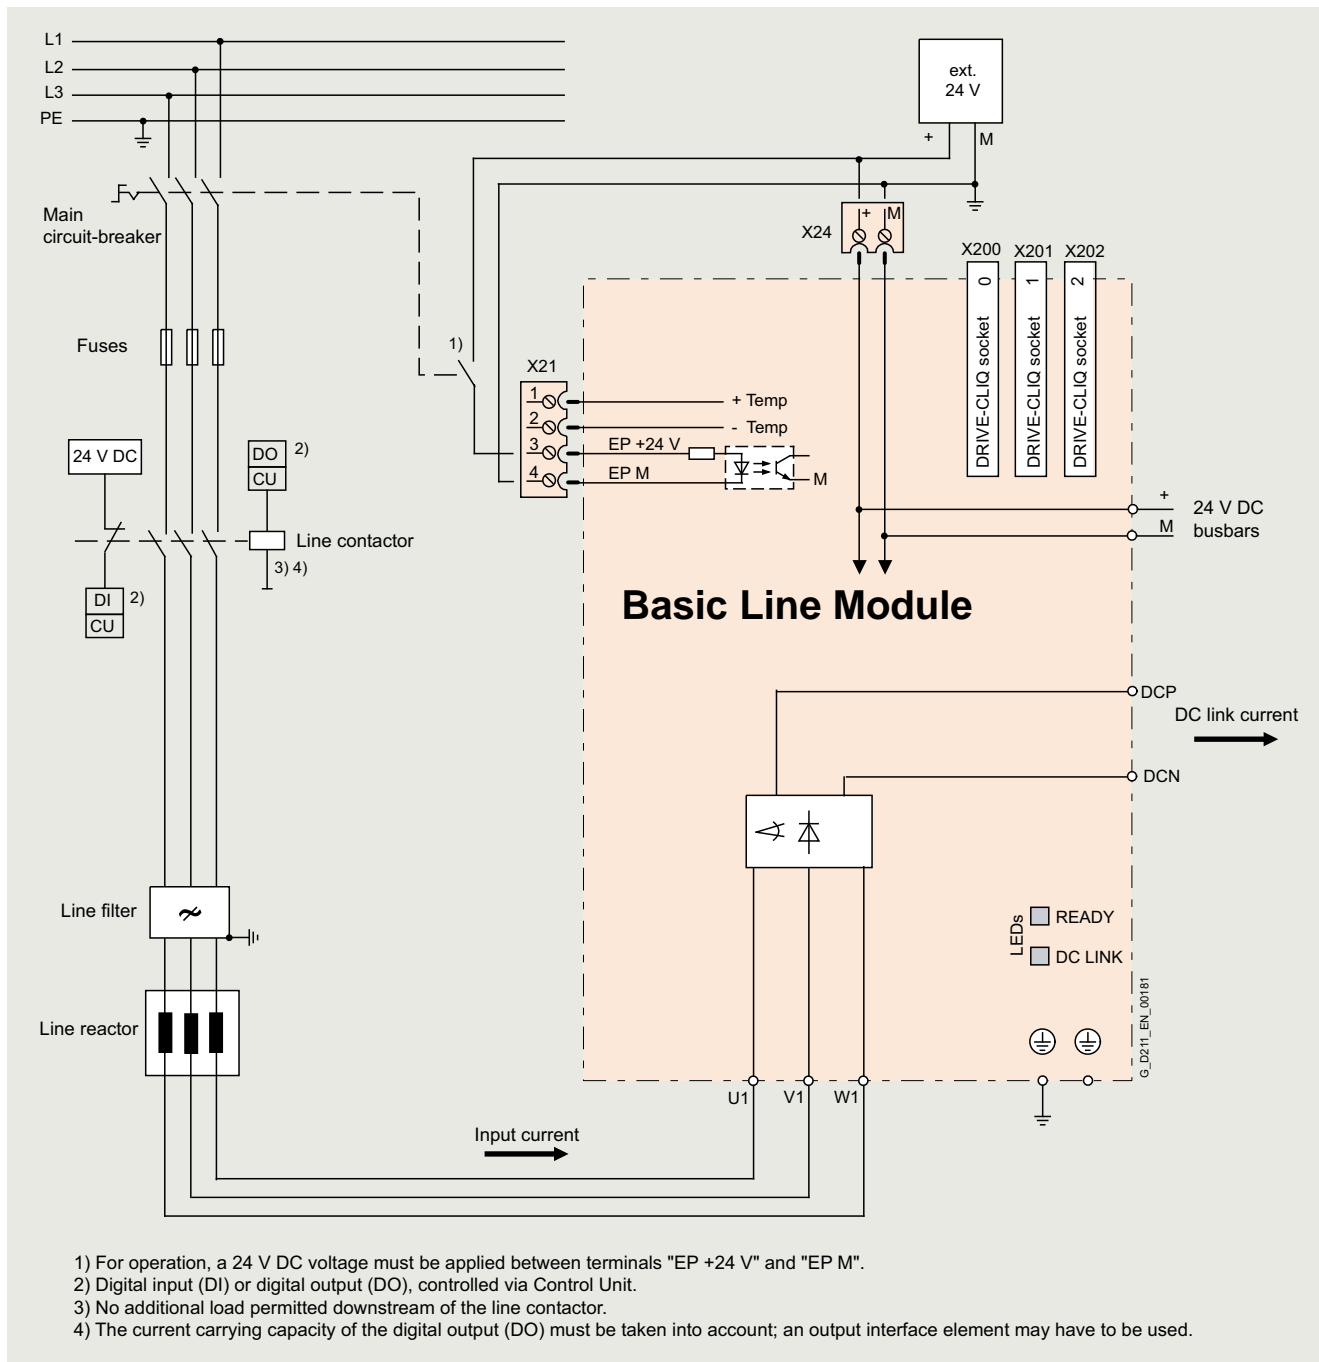 L1
L2
L3
PE
ext.
24 V
+
M
Main
circuit-breaker
X24
+ M
X200
X201
X202
DRIVE-CLiQ socket 0
DRIVE-CLiQ socket 1
DRIVE-CLiQ socket 2
Fuses
1)
X21
1
2
3
4
+ Temp
- Temp
EP +24 V
EP M
M
24 V DC
DO
CU
2)
Line contactor
3) 4)
DI
CU
2)
+
M
24 V DC
busbars
Basic Line Module
DCP
DC link current
DCN
Line filter
Line reactor
LEDs
READY
DC LINK
G_D211_EN_00181
U1
V1
W1
Input current
1) For operation, a 24 V DC voltage must be applied between terminals "EP +24 V" and "EP M".
2) Digital input (DI) or digital output (DO), controlled via Control Unit.
3) No additional load permitted downstream of the line contactor.
4) The current carrying capacity of the digital output (DO) must be taken into account; an output interface element may have to be used.